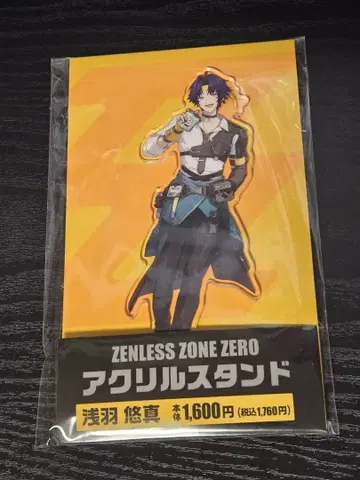 ZENLESS ZONE ZERO
アクリルスタンド
浅羽 悠真 本体 1,600円 (税込1,760円)